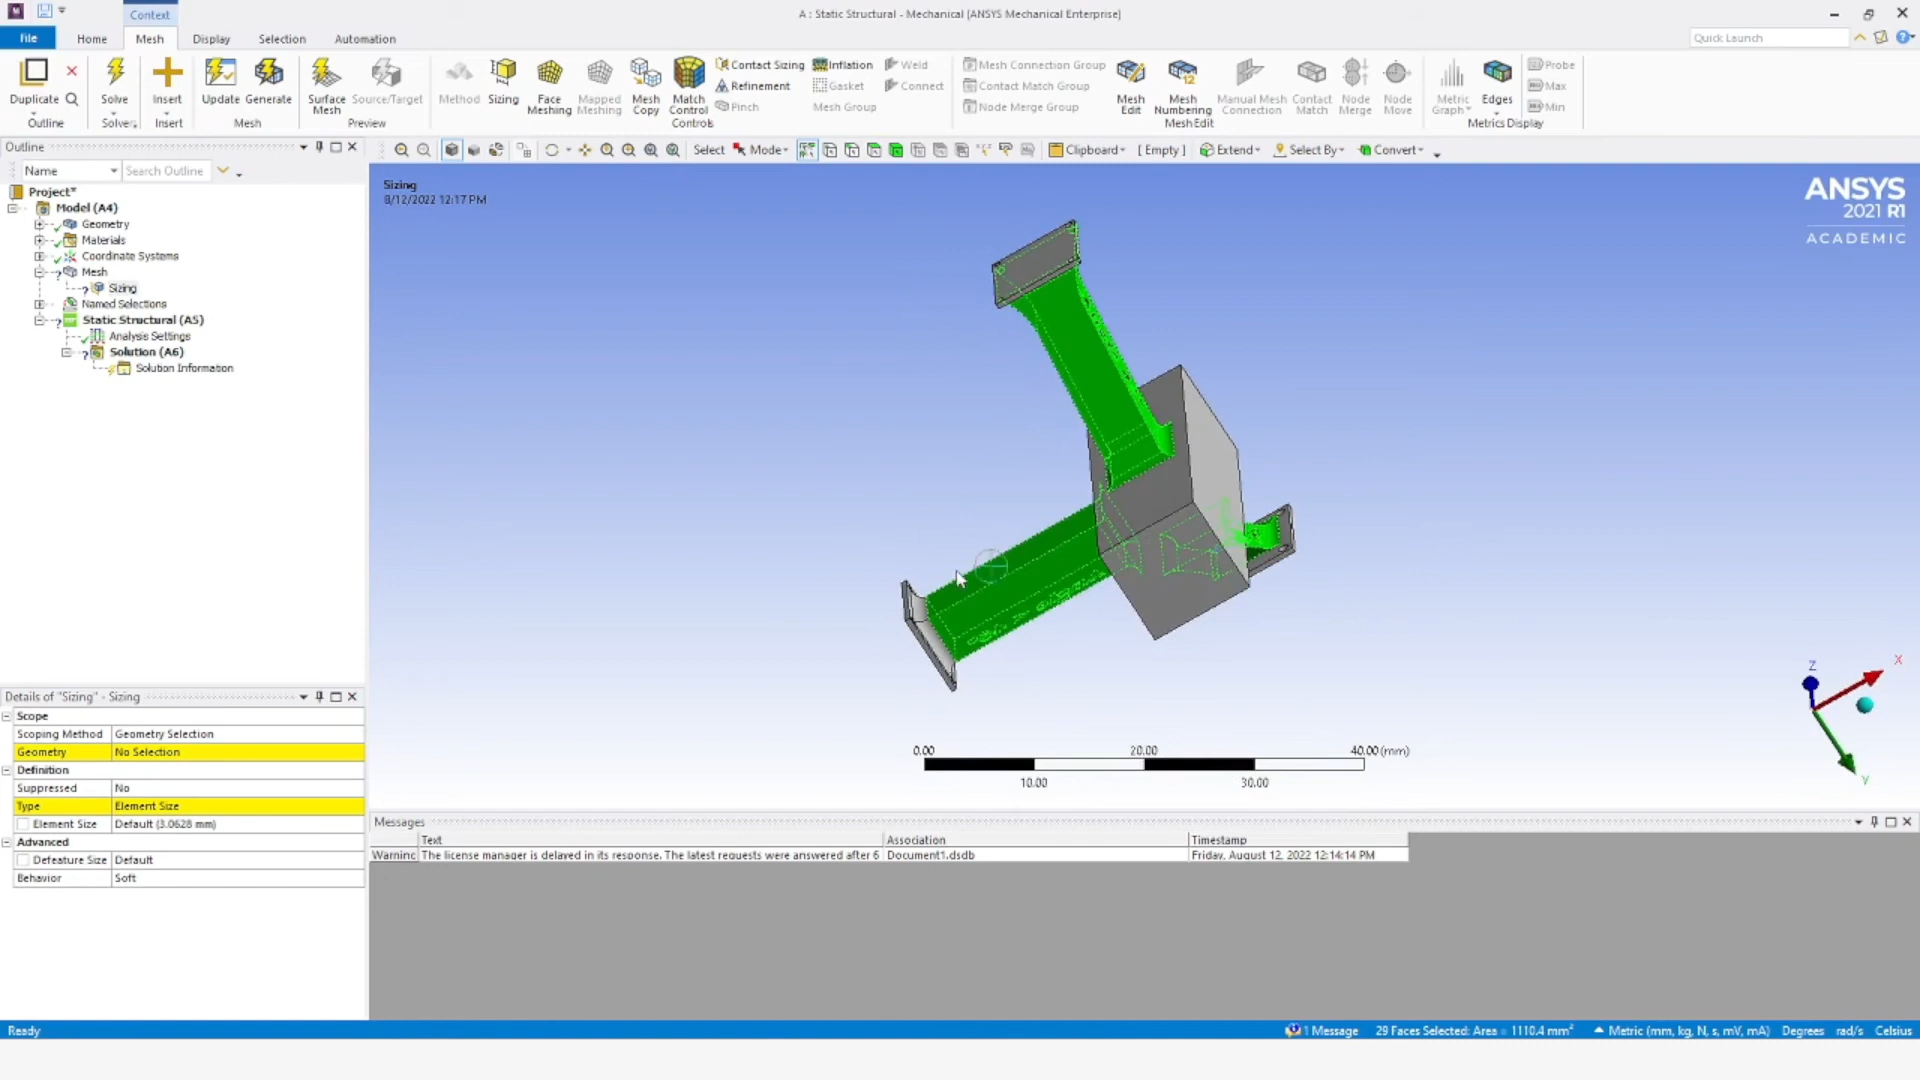 Context
A : Static Structural - Mechanical [ANSYS Mechanical Enterprise]
File Home Mesh Display Selection Automation
Quick Launch
Duplicate Solve Insert Update Generate Surface Mesh Source/Target Method Sizing Face Meshing Mapped Meshing Mesh Copy Match Control
Contact Sizing Inflation Weld
Refinement Gasket Connect
Pinch Mesh Group
Mesh Connection Group
Contact Match Group
Node Merge Group
Mesh Edit Mesh Numbering Manual Mesh Connection Contact Match Node Merge Node Move Metric Graph Edges
Probe
Max
Min
Outline Solver Insert Mesh Preview Controls Mesh Edit Metrics Display
Outline
Select Mode Clipboard [ Empty ] Extend Select By Convert
Name Search Outline
Project*
Model (A4)
Geometry
Materials
Coordinate Systems
Mesh
Sizing
Named Selections
Static Structural (A5)
Analysis Settings
Solution (A6)
Solution Information
Sizing
8/12/2022 12:17 PM
ANSYS
2021 R1
ACADEMIC
Z
X
Y
0.00 20.00 40.00 (mm)
10.00 30.00
Details of "Sizing" - Sizing
Scope
Scoping Method Geometry Selection
Geometry No Selection
Definition
Suppressed No
Type Element Size
Element Size Default (3.0628 mm)
Advanced
Defeature Size Default
Behavior Soft
Messages
Text Association Timestamp
Warning The license manager is delayed in its response. The latest requests were answered after 6 Document1.dsdb Friday, August 12, 2022 12:14:14 PM
Ready
1 Message 29 Faces Selected: Area = 1110.4 mm² Metric (mm, kg, N, s, mV, mA) Degrees rad/s Celsius